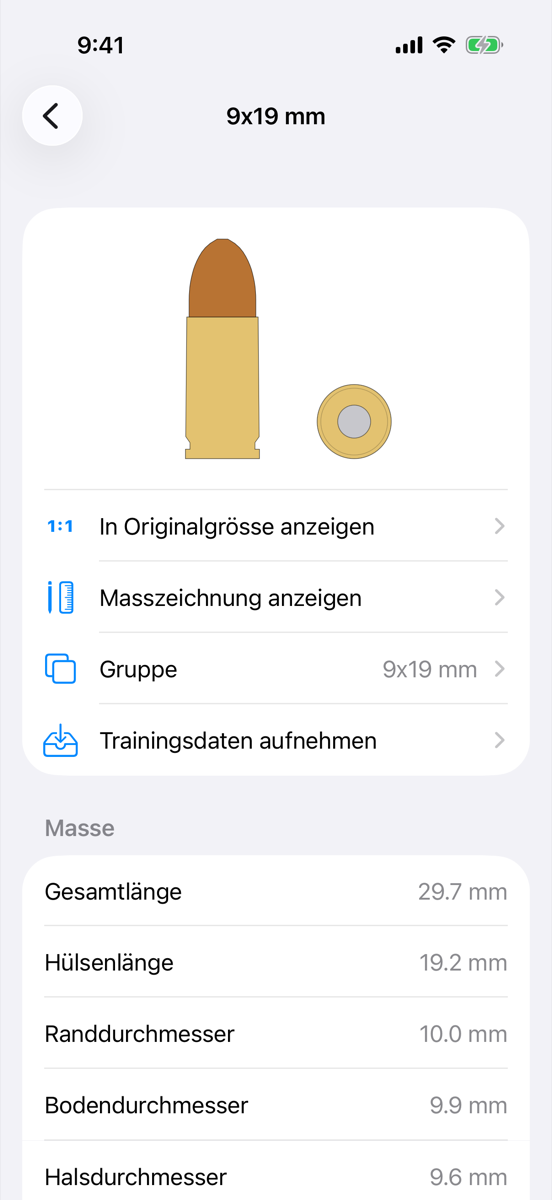 9:41
9x19 mm
1:1 In Originalgrösse anzeigen
Masszeichnung anzeigen
Gruppe 9x19 mm
Trainingsdaten aufnehmen
Masse
Gesamtlänge 29.7 mm
Hülsenlänge 19.2 mm
Randdurchmesser 10.0 mm
Bodendurchmesser 9.9 mm
Halsdurchmesser 9.6 mm